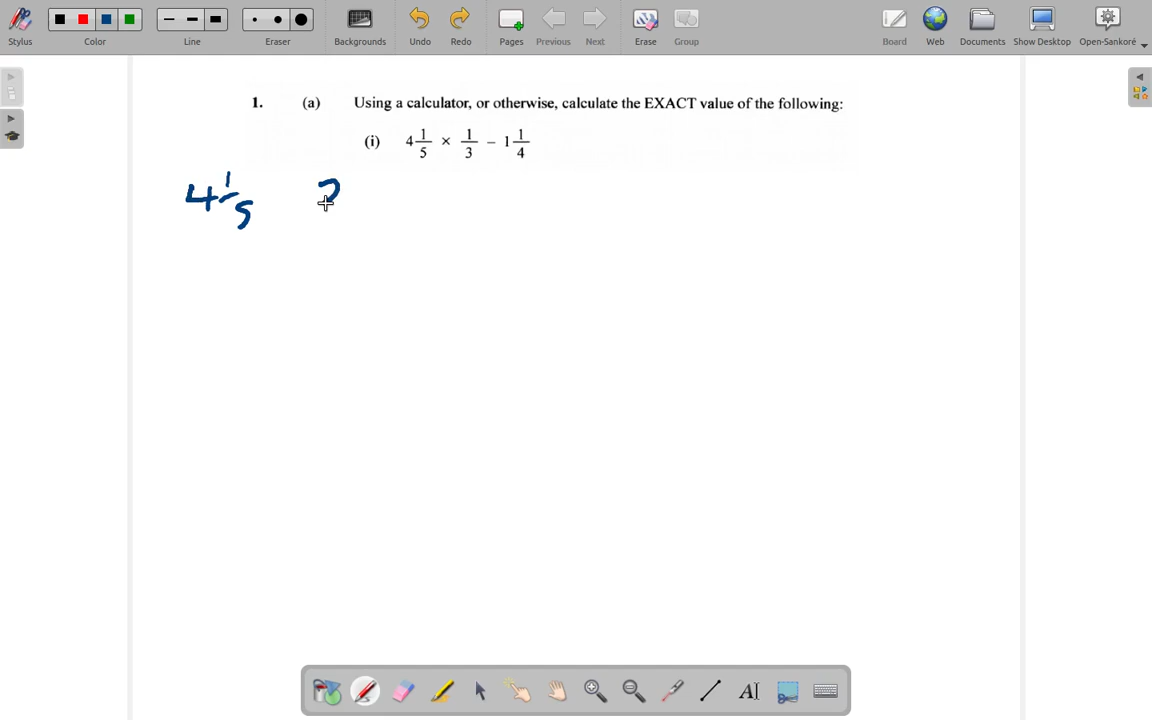 Stylus Color Line Eraser Backgrounds Undo Redo Pages Previous Next Erase Group Board Web Documents Show Desktop Open-Sankoré
1. (a) Using a calculator, or otherwise, calculate the EXACT value of the following:
(i) 4 1/5 × 1/3 − 1 1/4
4 1/5 2
AI